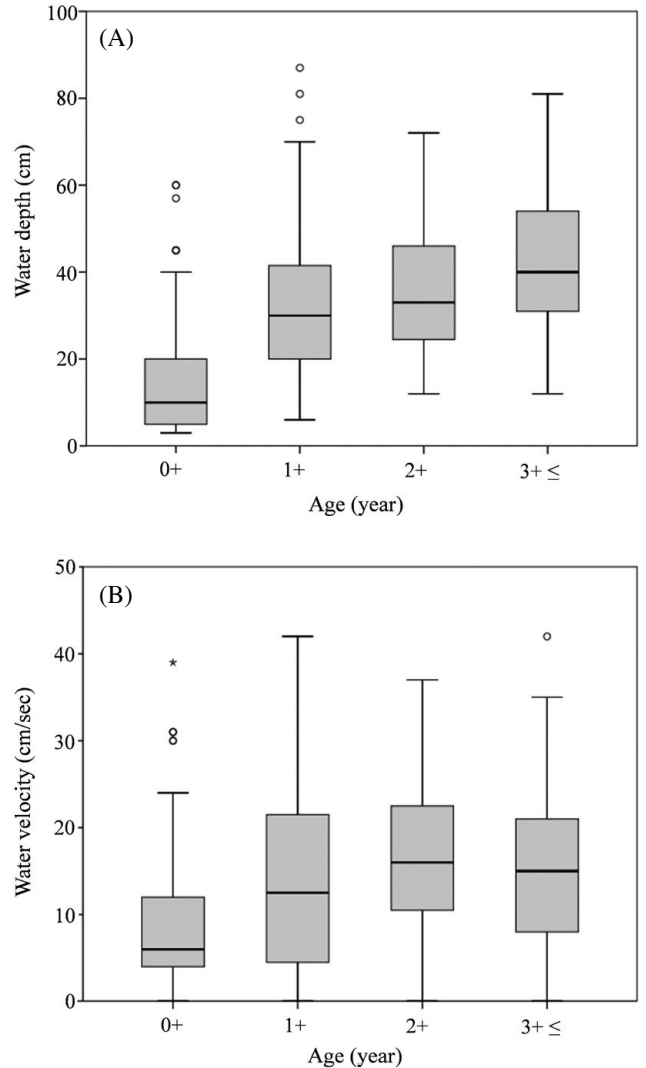 (A)
100
80
60
40
20
0
Water depth (cm)
0+ 1+ 2+ 3+ ≤
Age (year)
(B)
50
40
30
20
10
0
Water velocity (cm/sec)
0+ 1+ 2+ 3+ ≤
Age (year)